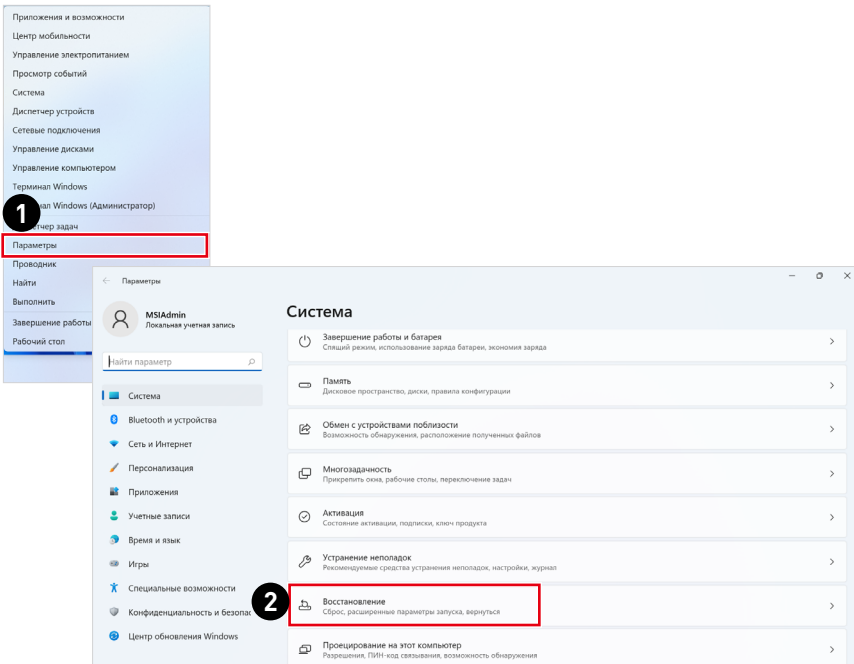 Приложения и возможности
Центр мобильности
Управление электропитанием
Просмотр событий
Система
Диспетчер устройств
Сетевые подключения
Управление дисками
Управление компьютером
Терминал Windows
Windows (Администратор)
1
задач
Параметры
Проводник
Найти
Выполнить
Завершение работы
Рабочий стол
Параметры
MSIAdmin
Локальная учетная запись
Найти параметр
Система
Bluetooth и устройства
Сеть и Интернет
Персонализация
Приложения
Учетные записи
Время и язык
Игры
Специальные возможности
Конфиденциальность и безопас
Центр обновления Windows
Система
Завершение работы и батарея
Спящий режим, использование заряда батареи, экономия заряда
Память
Дисковое пространство, диски, правила конфигурации
Обмен с устройствами поблизости
Возможность обнаружения, расположение полученных файлов
Многозадачность
Прикрепить окна, рабочие столы, переключение задач
Активация
Состояние активации, подписки, ключ продукта
Устранение неполадок
Рекомендуемые средства устранения неполадок, настройки, журнал
2
Восстановление
Сброс, расширенные параметры запуска, вернуться
Проецирование на этот компьютер
Разрешения, ПИН-код связывания, возможность обнаружения